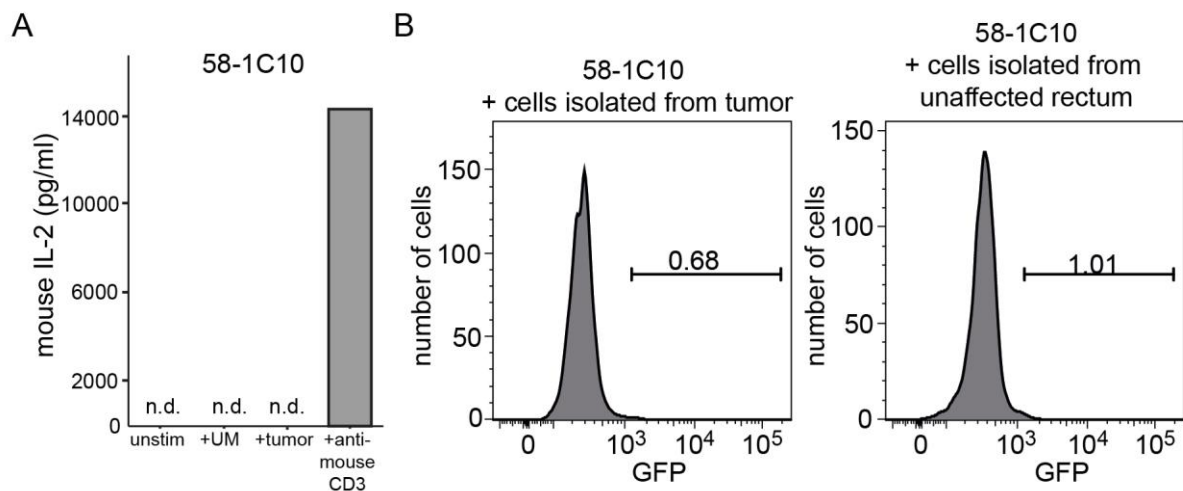 A
58-1C10
mouse IL-2 (pg/ml)
14000
10000
6000
2000
0
n.d.
n.d.
n.d.
unstim
+UM
+tumor
+anti-
mouse
CD3
B
58-1C10
+ cells isolated from tumor
number of cells
150
100
50
0
0.68
0
10³
10⁵
GFP
58-1C10
+ cells isolated from
unaffected rectum
number of cells
150
100
50
0
1.01
0
10³
10⁵
GFP